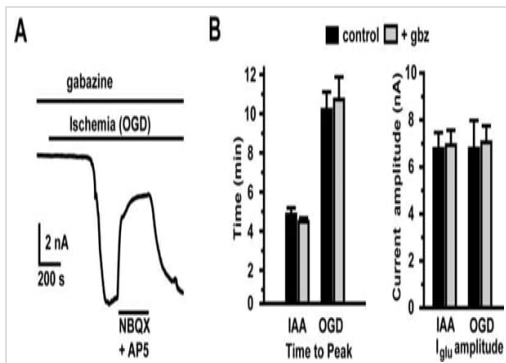 A
gabazine
Ischemia (OGD)
2 nA
200 s
NBQX
+ AP5
B
control
+ gbz
Time (min)
12
10
8
6
4
2
0
IAA OGD
Time to Peak
Current amplitude (nA)
10
8
6
4
2
0
IAA OGD
Iglu amplitude